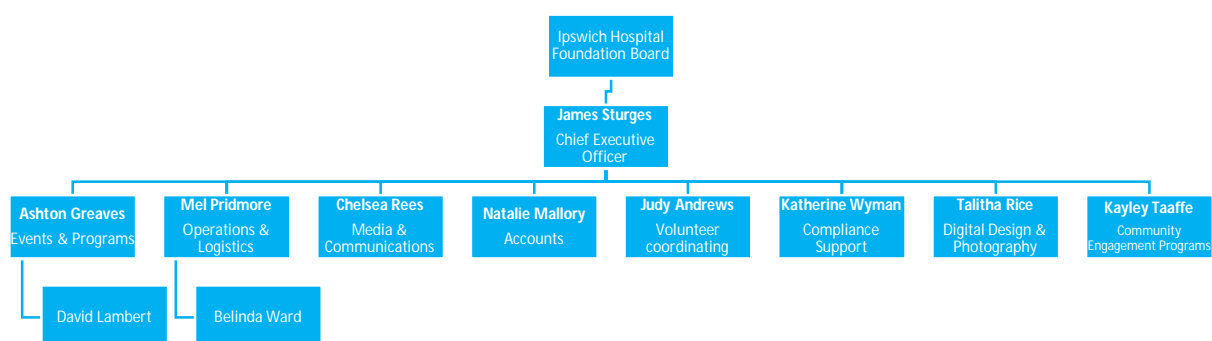 Ipswich Hospital
Foundation Board
James Sturges
Chief Executive
Officer
Ashton Greaves
Events & Programs
Mel Pridmore
Operations &
Logistics
Chelsea Rees
Media &
Communications
Natalie Mallory
Accounts
Judy Andrews
Volunteer
coordinating
Katherine Wyman
Compliance
Support
Talitha Rice
Digital Design &
Photography
Kayley Taaffe
Community
Engagement Programs
David Lambert
Belinda Ward